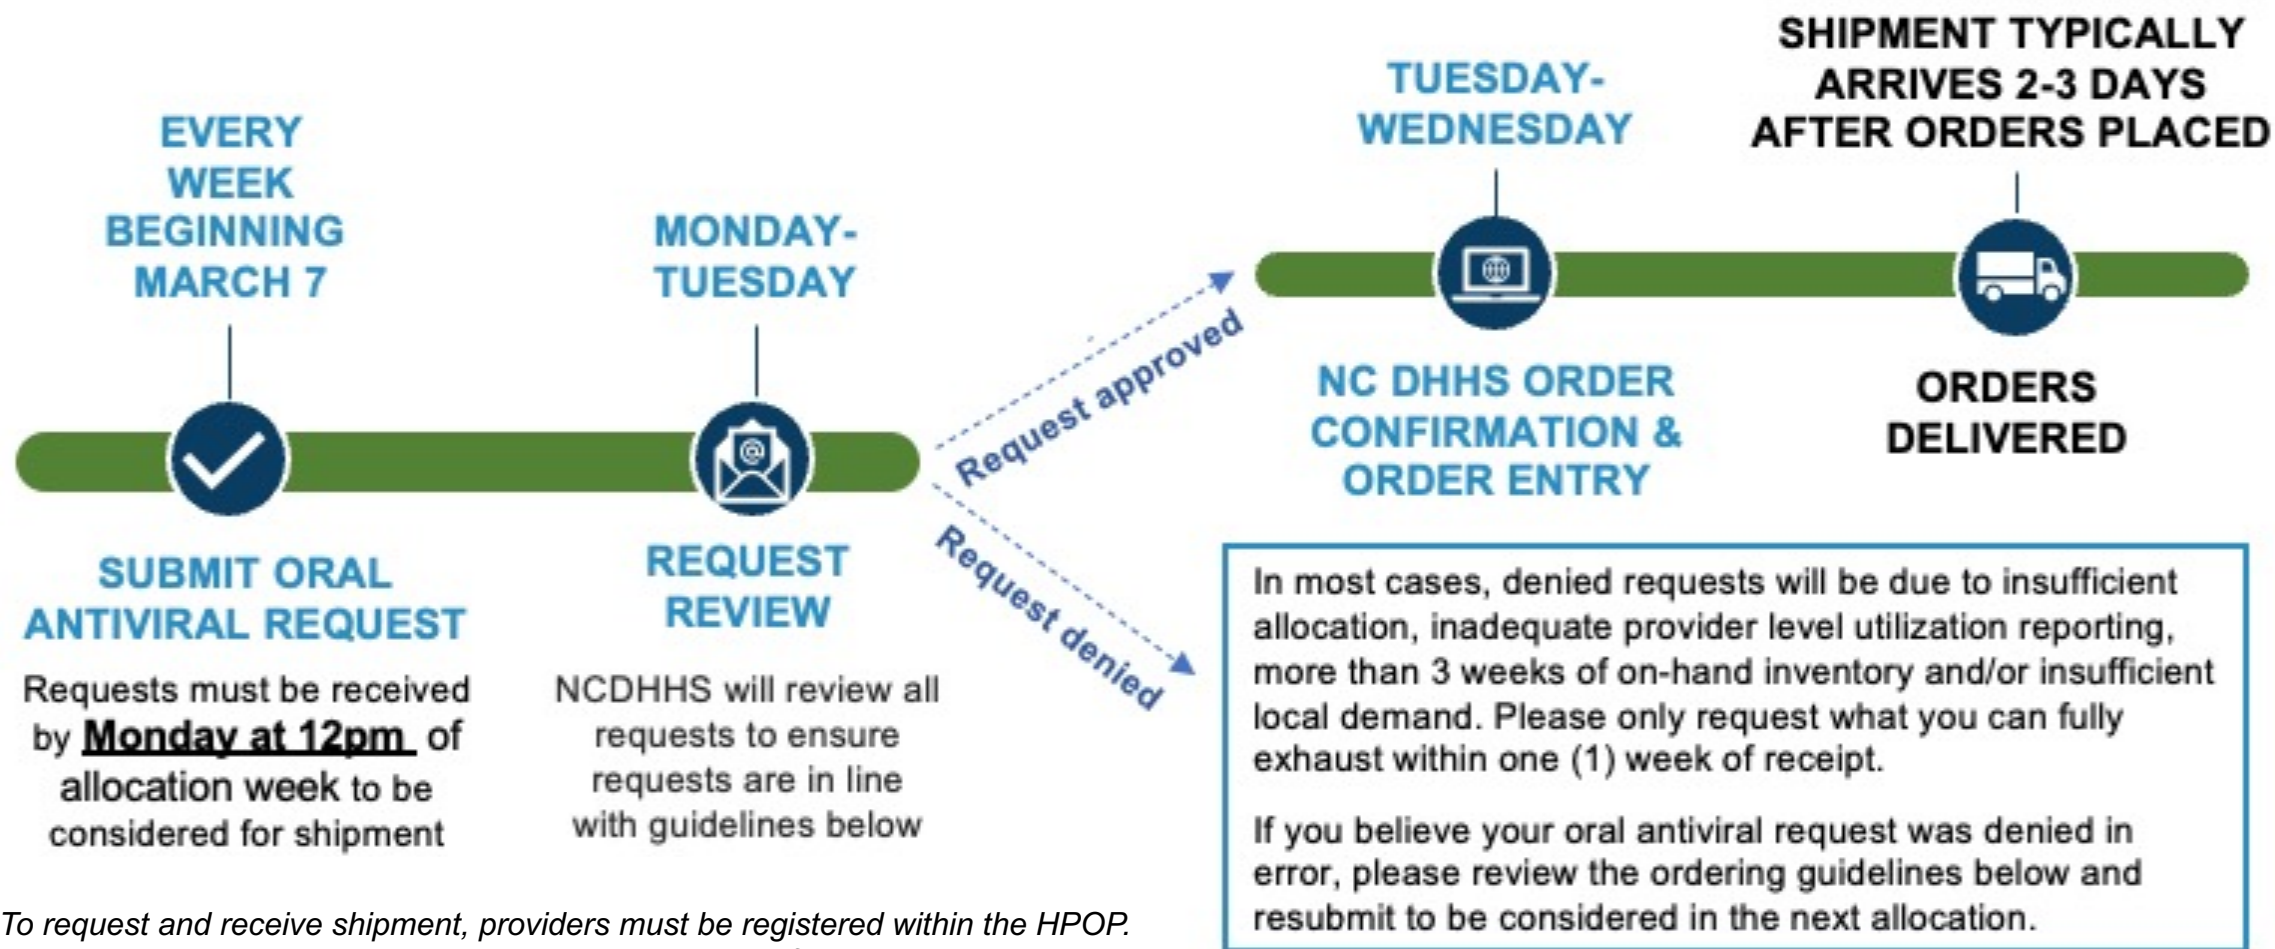 EVERY
WEEK
BEGINNING
MARCH 7
SUBMIT ORAL
ANTIVIRAL REQUEST
Requests must be received
by Monday at 12pm of
allocation week to be
considered for shipment
MONDAY-
TUESDAY
@
REQUEST
REVIEW
NCDHHS will review all
requests to ensure
requests are in line
with guidelines below
Request approved
Request denied
TUESDAY-
WEDNESDAY
NC DHHS ORDER
CONFIRMATION &
ORDER ENTRY
SHIPMENT TYPICALLY
ARRIVES 2-3 DAYS
AFTER ORDERS PLACED
ORDERS
DELIVERED
In most cases, denied requests will be due to insufficient
allocation, inadequate provider level utilization reporting,
more than 3 weeks of on-hand inventory and/or insufficient
local demand. Please only request what you can fully
exhaust within one (1) week of receipt.
If you believe your oral antiviral request was denied in
error, please review the ordering guidelines below and
resubmit to be considered in the next allocation.
To request and receive shipment, providers must be registered within the HPOP.